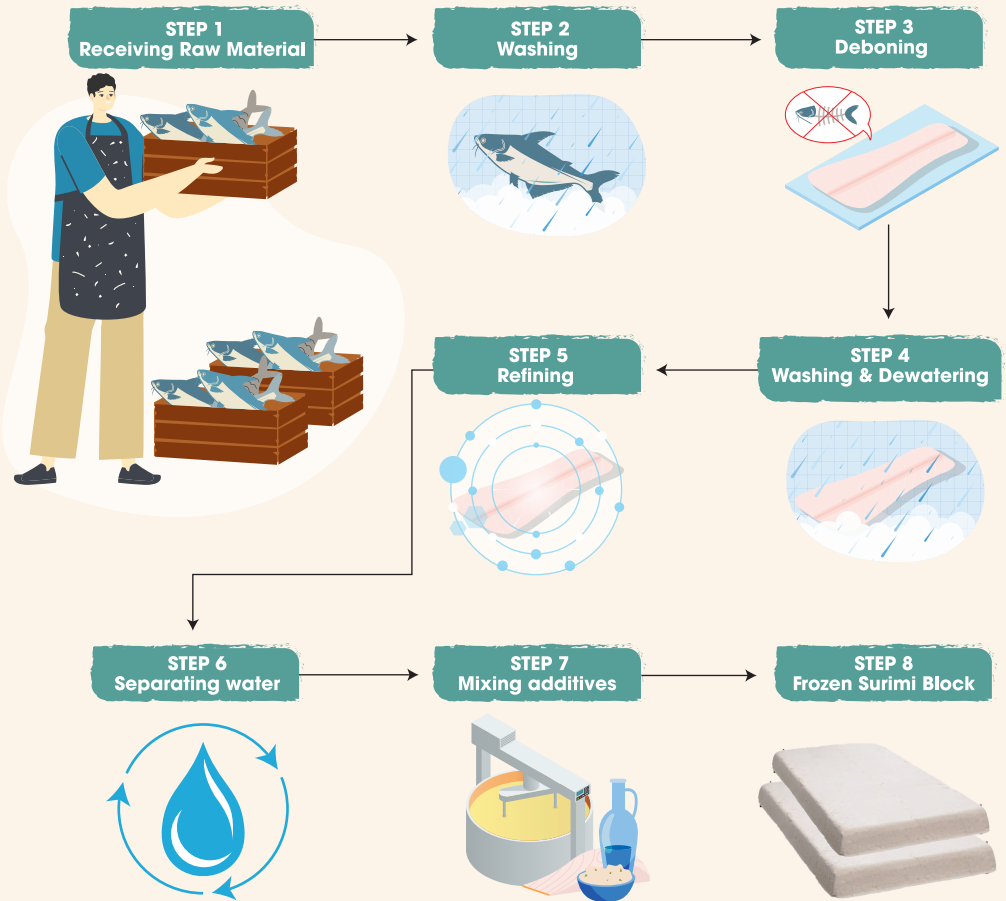 STEP 1
Receiving Raw Material
STEP 2
Washing
STEP 3
Deboning
STEP 4
Washing & Dewatering
STEP 5
Refining
STEP 6
Separating water
STEP 7
Mixing additives
STEP 8
Frozen Surimi Block